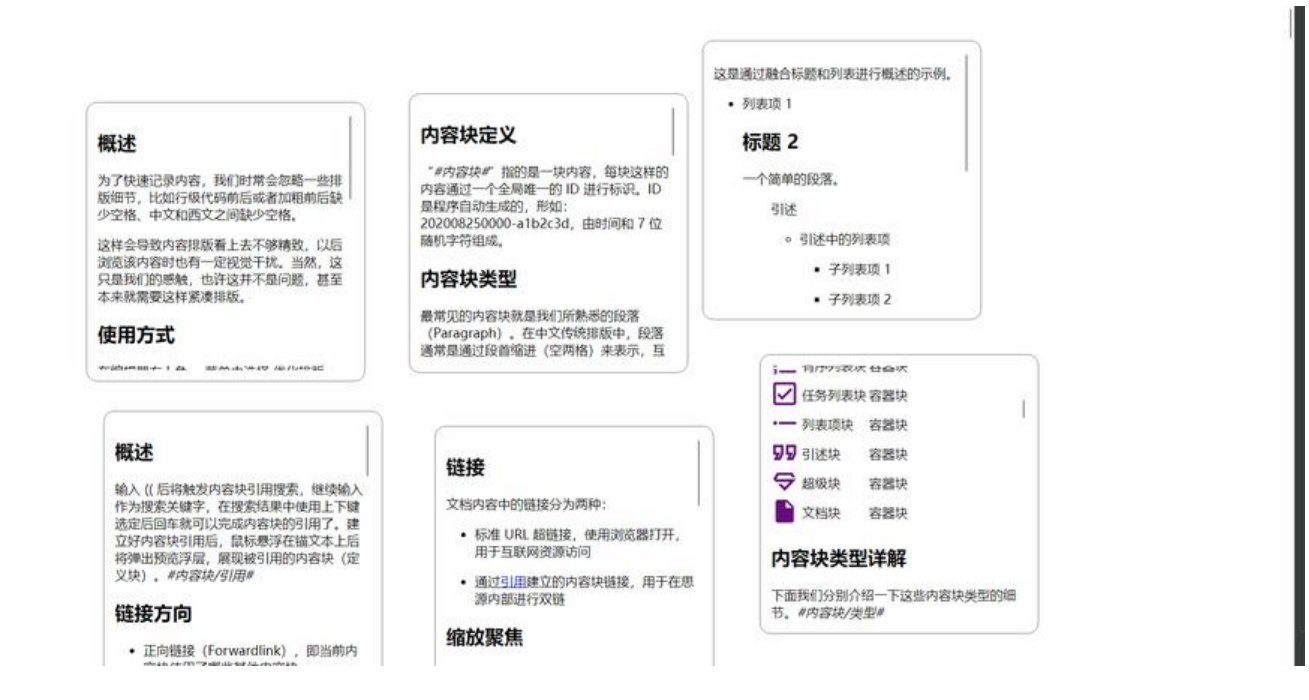 概述
为了快速记录内容，我们时常会忽略一些排
版细节，比如行级代码前后或者加粗前后缺
少空格、中文和西文之间缺少空格。
这样会导致内容排版看上去不够精致，以后
浏览该内容时也有一定视觉干扰。当然，这
只是我们的感触，也许这并不是问题，甚至
本来就需要这样紧凑排版。
使用方式
内容块定义
“#内容块#”指的是一块内容，每块这样的
内容通过一个全局唯一的 ID 进行标识。ID
是程序自动生成的，形如：
202008250000-a1b2c3d，由时间和 7 位
随机字符组成。
内容块类型
最常见的内容块就是我们所熟悉的段落
（Paragraph）。在中文传统排版中，段落
通常是通过段首缩进（空两格）来表示，互
这是通过融合标题和列表进行概述的示例。
• 列表项 1
标题 2
一个简单的段落。
引述
◦ 引述中的列表项
▪ 子列表项 1
▪ 子列表项 2
概述
输入 (( 后将触发内容块引用搜索，继续输入
作为搜索关键字，在搜索结果中使用上下键
选定后回车就可以完成内容块的引用了。建
立好内容块引用后，鼠标悬浮在锚文本上后
将弹出预览浮层，展现被引用的内容块（定
义块）。#内容块/引用#
链接方向
• 正向链接（Forwardlink），即当前内
链接
文档内容中的链接分为两种：
• 标准 URL 超链接，使用浏览器打开，
用于互联网资源访问
• 通过引用建立的内容块链接，用于在思
源内部进行双链
缩放聚焦
有序列表块 容器块
任务列表块 容器块
列表项块 容器块
引述块 容器块
超级块 容器块
文档块 容器块
内容块类型详解
下面我们分别介绍一下这些内容块类型的细
节。#内容块/类型#